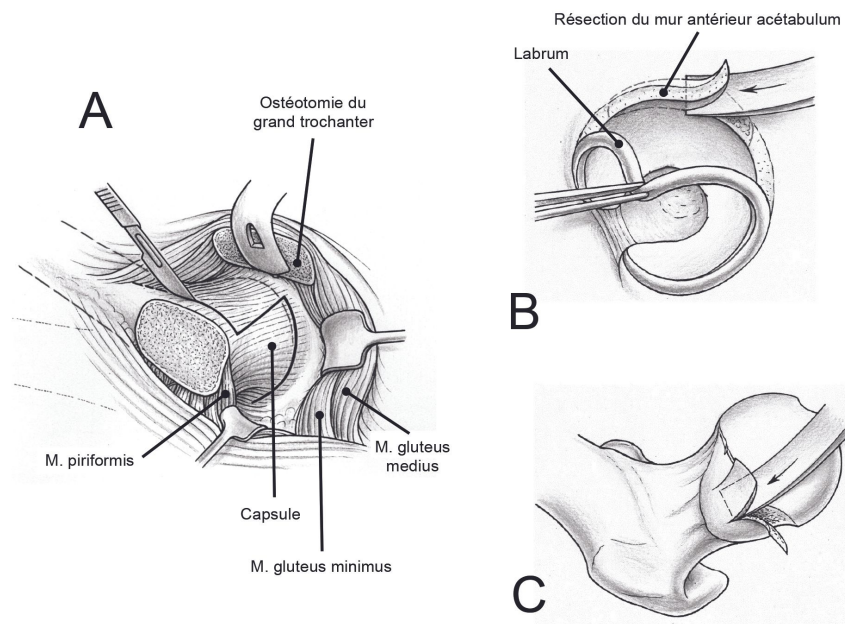 A
Ostéotomie du
grand trochanter
M. piriformis
Capsule
M. gluteus minimus
M. gluteus
medius
Résection du mur antérieur acétabulum
Labrum
B
C